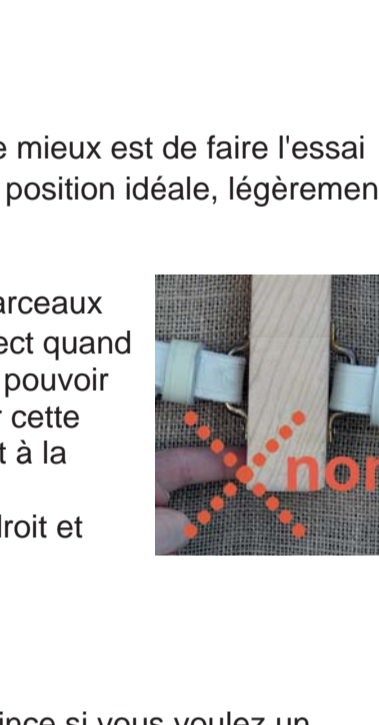 mieux est de faire l'essai
position idéale, légèremen
arceaux
ect quand
pouvoir
cette
t à la
non
droit et
ince si vous voulez un